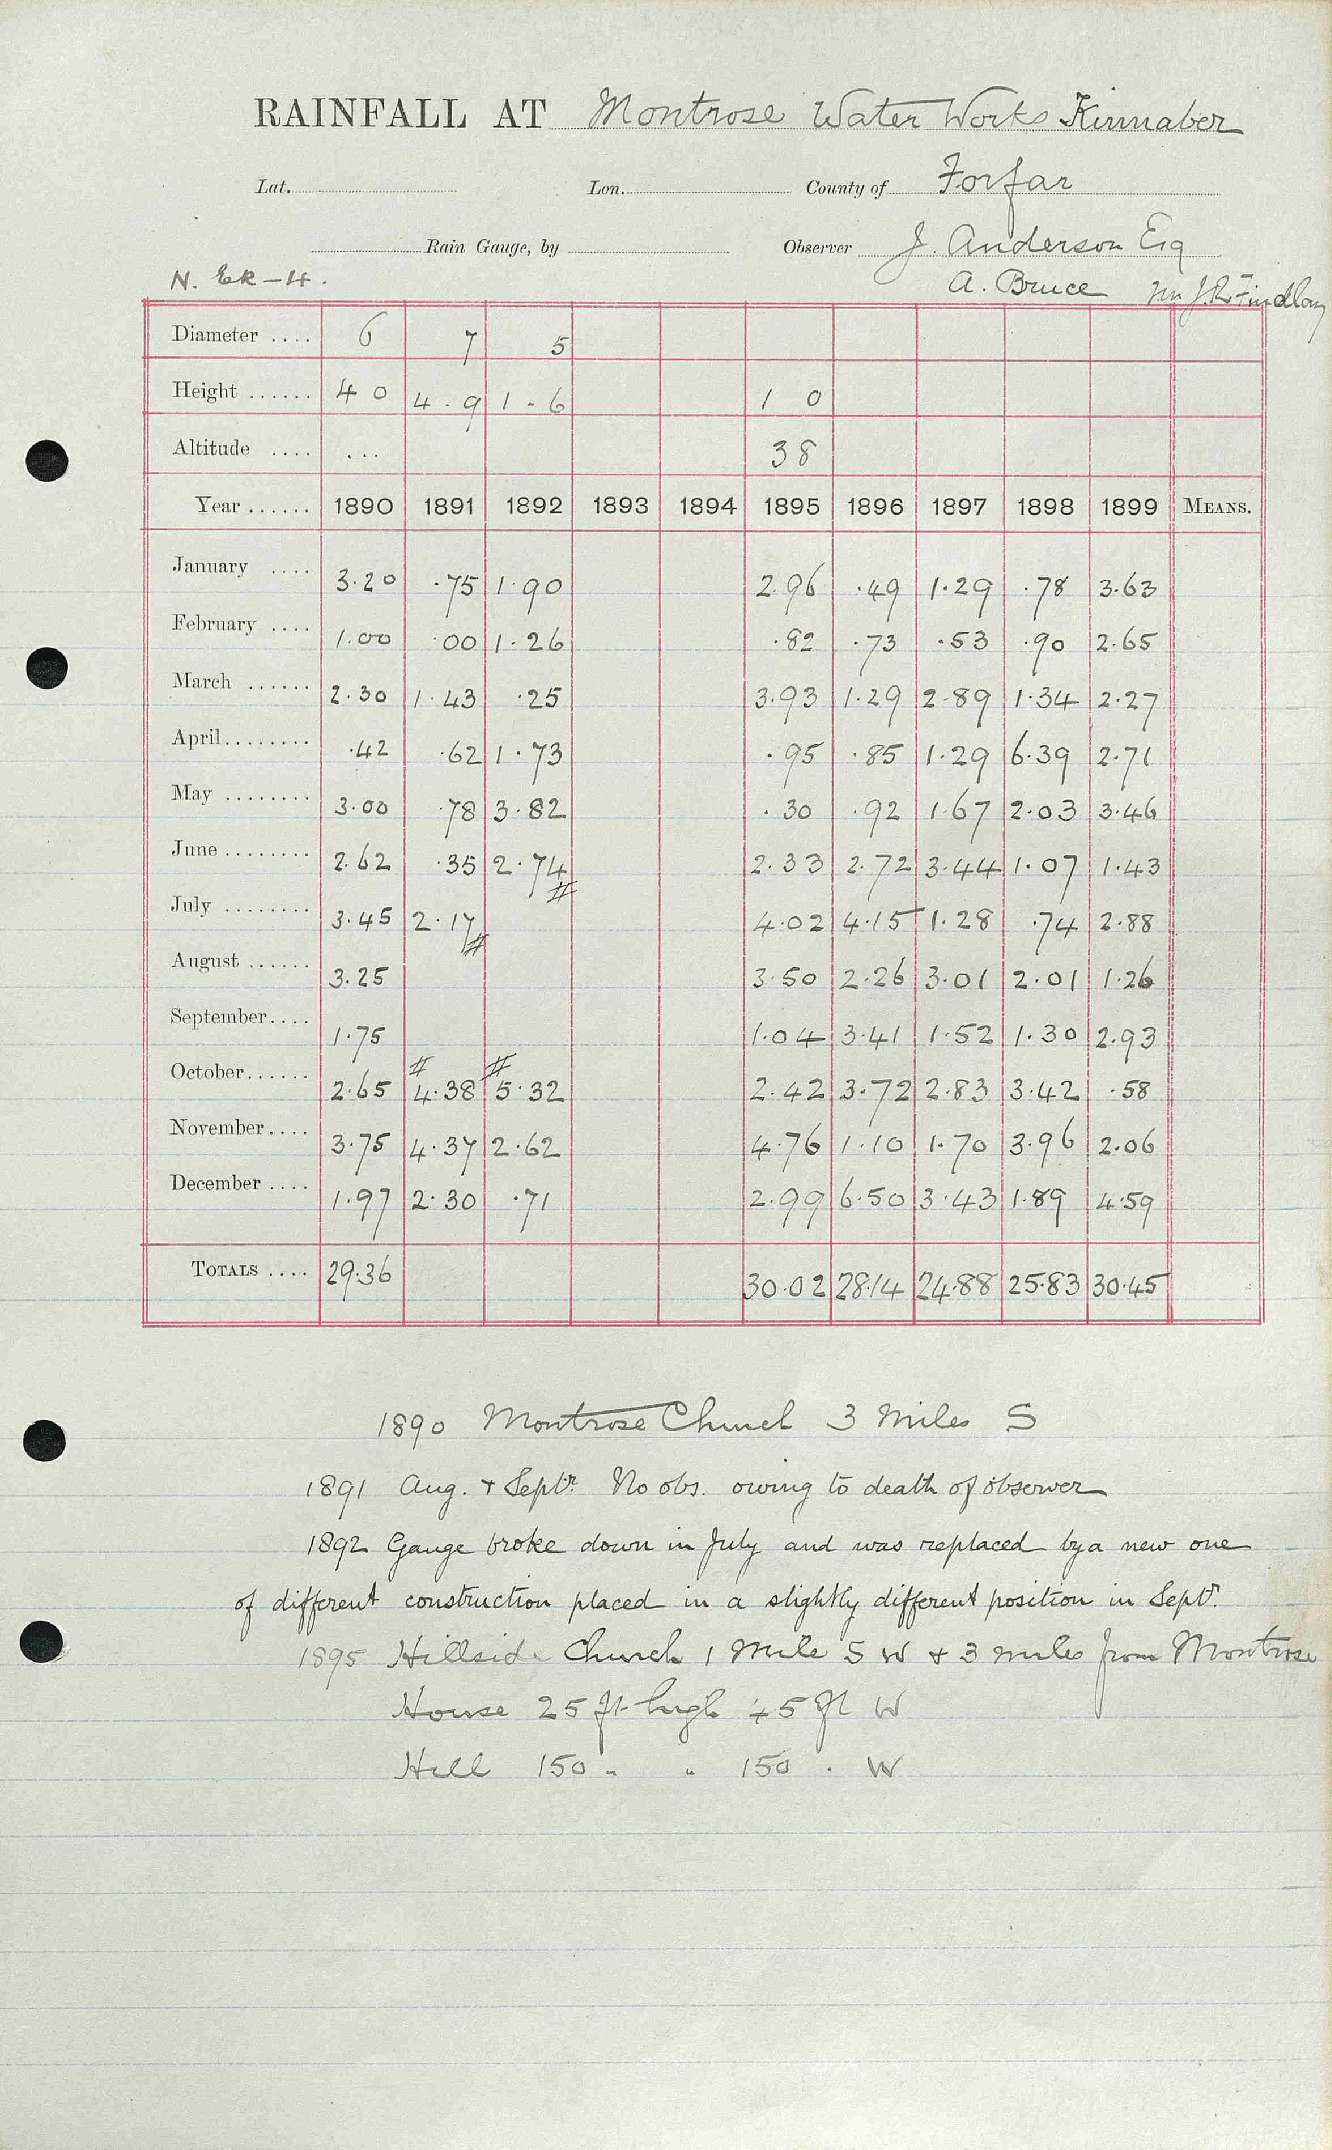 RAINFALL AT Montrose Water Works Kinnaber
Lat. Lon. County of Forfar
Rain Gauge, by Observer J. Anderson Esq
N. Esk-4. A. Bruce Mr J.R. Findlay
Diameter .... 6 7 5
Height ...... 4 0 4 . 9 1 - 6 1 0
Altitude .... ... 38
Year ...... 1890 1891 1892 1893 1894 1895 1896 1897 1898 1899 MEANS.
January .... 3.20 .75 1.90 2.96 .49 1.29 .78 3.63
February .... 1.00 .00 1.26 .82 .73 .53 .90 2.65
March ...... 2.30 1.43 .25 3.93 1.29 2.89 1.34 2.27
April........ .42 .62 1.73 .95 .85 1.29 6.39 2.71
May ........ 3.00 .78 3.82 .30 .92 1.67 2.03 3.46
June ........ 2.62 .35 2.74 # 2.33 2.72 3.44 1.07 1.43
July ........ 3.45 2.17 # 4.02 4.15 1.28 .74 2.88
August ...... 3.25 3.50 2.26 3.01 2.01 1.26
September.... 1.75 1.04 3.41 1.52 1.30 2.93
October...... 2.65 # 4.38 # 5.32 2.42 3.72 2.83 3.42 .58
November.... 3.75 4.37 2.62 4.76 1.10 1.70 3.96 2.06
December .... 1.97 2.30 .71 2.99 6.50 3.43 1.89 4.59
TOTALS .... 29.36 30.02 28.14 24.88 25.83 30.45
1890 Montrose Church 3 Miles S
1891 Aug. + Septr. No obs. owing to death of observer
1892 Gauge broke down in July and was replaced by a new one
of different construction placed in a slightly different position in Septr.
1895 Hillside Church 1 Mile S W + 3 miles from Montrose
House 25 ft high 45 ft W
Hill 150 " " 150 . W